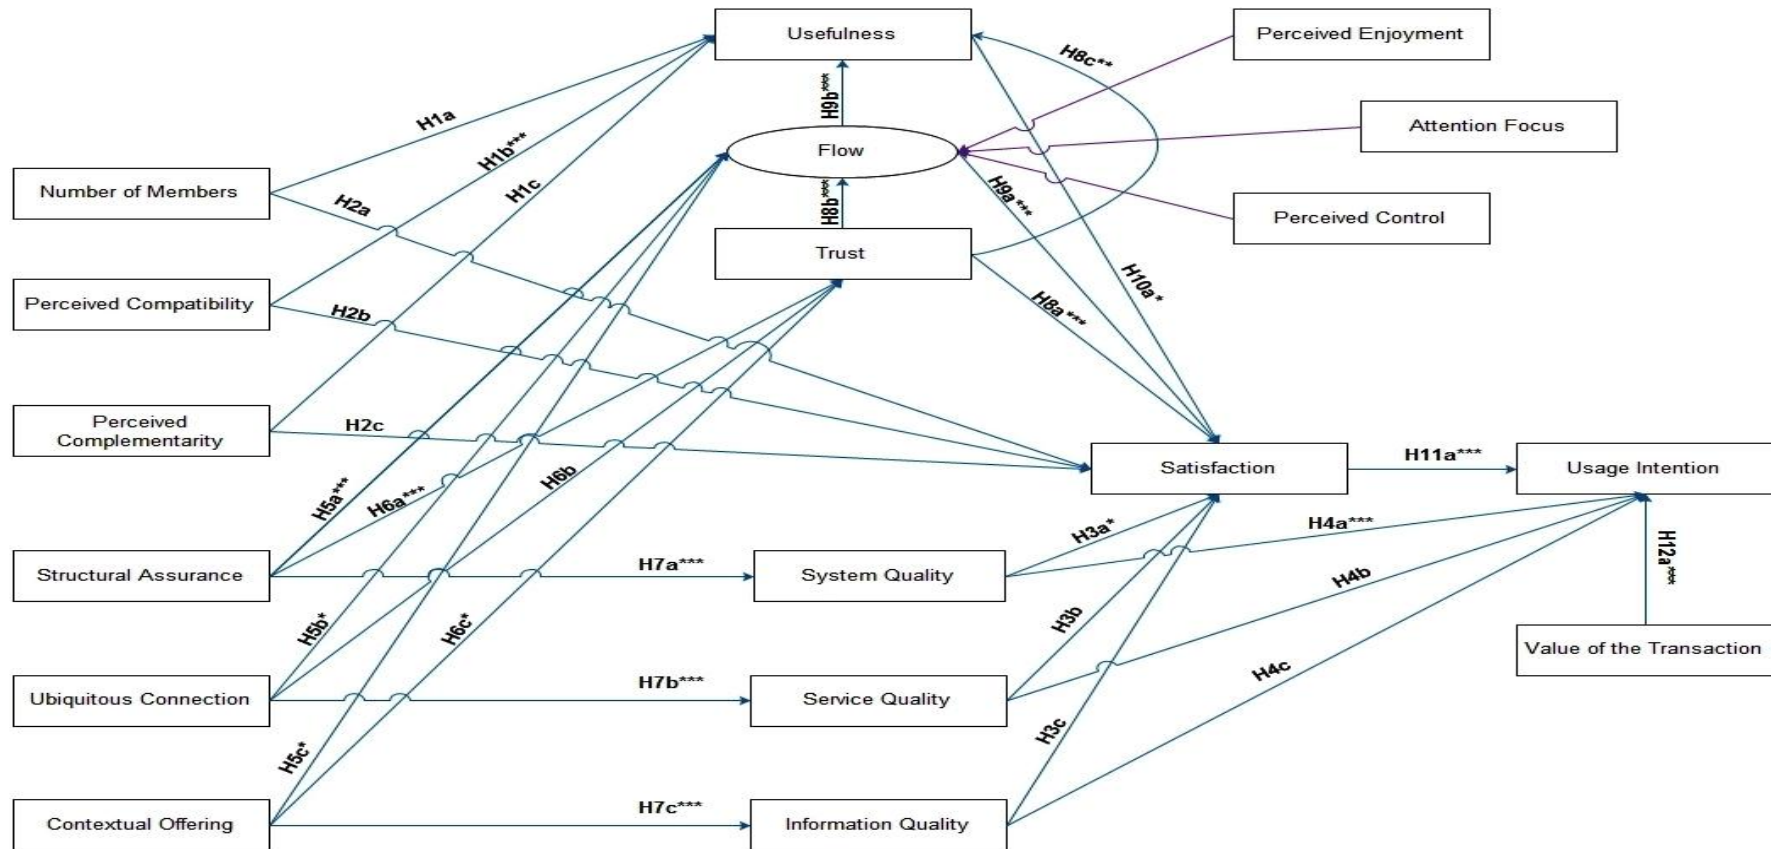 Usefulness
Perceived Enjoyment
H8c**
H9b***
Attention Focus
H1a
Flow
H1b***
Number of Members
H1c
H2a
H8b***
H9a***
Perceived Control
Trust
H10a*
Perceived Compatibility
H2b
H8a***
Perceived
Complementarity
H2c
Satisfaction
H11a***
Usage Intention
H5a***
H6a***
H6b
H3a*
H4a***
H12a***
Structural Assurance
H7a***
System Quality
H4b
H5b*
H6c*
H3b
Value of the Transaction
H4c
Ubiquitous Connection
H7b***
Service Quality
H5c*
H3c
Contextual Offering
H7c***
Information Quality